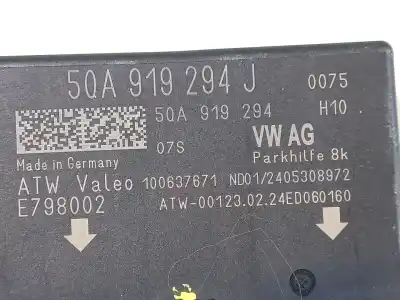 5QA 919 294 J 0075
5QA 919 294 H10
07S VW AG
Made in Germany Parkhilfe 8k
ATW Valeo 100637671 ND01/2405308972
E798002 ATW-00123.02.24ED060160